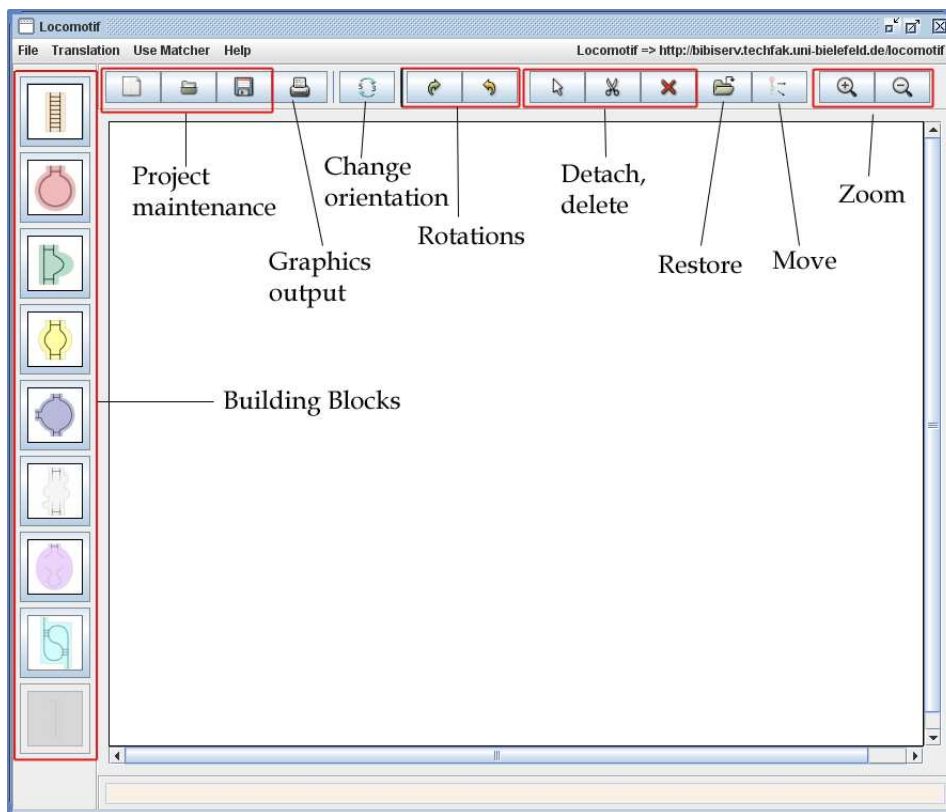 Locomotif
File Translation Use Matcher Help Locomotif => http://bibiserv.techfak.uni-bielefeld.de/locomotif
Project
maintenance
Change
orientation
Detach,
delete
Zoom
Rotations
Graphics
output
Restore
Move
Building Blocks